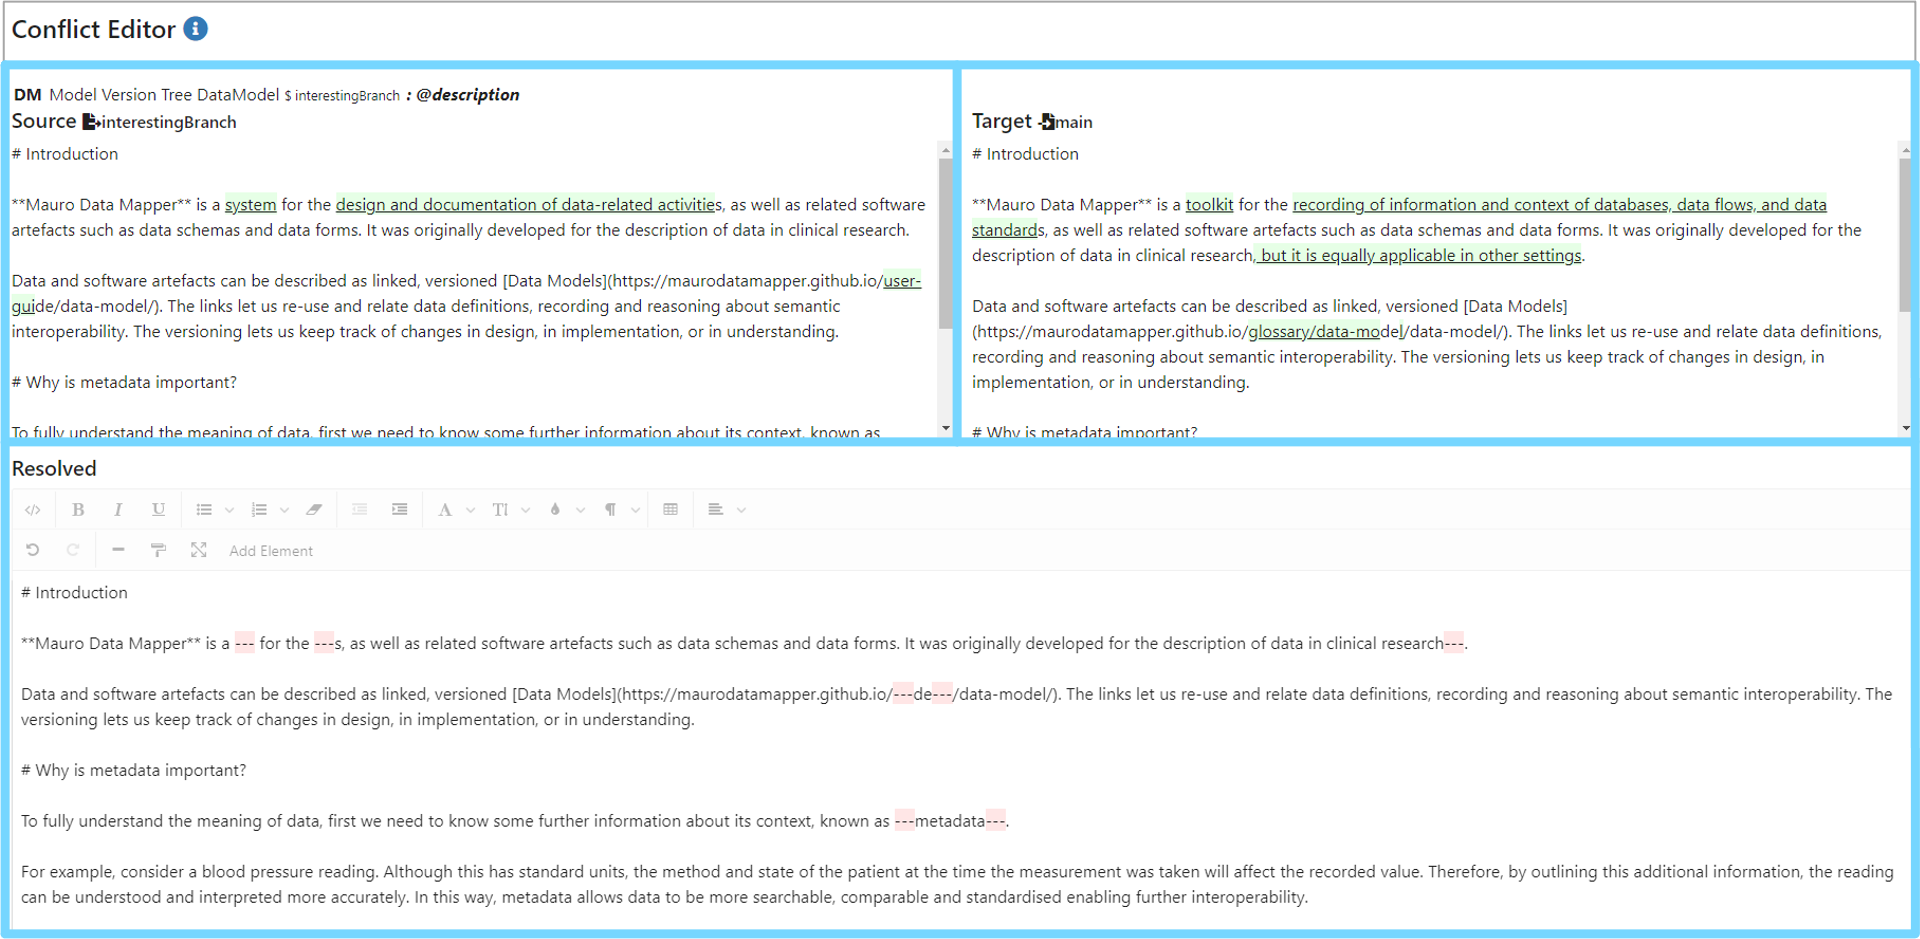 Conflict Editor
DM Model Version Tree DataModel $ interestingBranch : @description
Source interestingBranch
# Introduction
**Mauro Data Mapper** is a system for the design and documentation of data-related activities, as well as related software
artefacts such as data schemas and data forms. It was originally developed for the description of data in clinical research.
Data and software artefacts can be described as linked, versioned [Data Models](https://maurodatamapper.github.io/user-
guide/data-model/). The links let us re-use and relate data definitions, recording and reasoning about semantic
interoperability. The versioning lets us keep track of changes in design, in implementation, or in understanding.
# Why is metadata important?
To fully understand the meaning of data, first we need to know some further information about its context, known as
Target main
# Introduction
**Mauro Data Mapper** is a toolkit for the recording of information and context of databases, data flows, and data
standards, as well as related software artefacts such as data schemas and data forms. It was originally developed for the
description of data in clinical research, but it is equally applicable in other settings.
Data and software artefacts can be described as linked, versioned [Data Models]
(https://maurodatamapper.github.io/glossary/data-model/data-model/). The links let us re-use and relate data definitions,
recording and reasoning about semantic interoperability. The versioning lets us keep track of changes in design, in
implementation, or in understanding.
# Why is metadata important?
Resolved
</> B I U A T¶
Add Element
# Introduction
**Mauro Data Mapper** is a --- for the ---s, as well as related software artefacts such as data schemas and data forms. It was originally developed for the description of data in clinical research---.
Data and software artefacts can be described as linked, versioned [Data Models](https://maurodatamapper.github.io/---de---/data-model/). The links let us re-use and relate data definitions, recording and reasoning about semantic interoperability. The
versioning lets us keep track of changes in design, in implementation, or in understanding.
# Why is metadata important?
To fully understand the meaning of data, first we need to know some further information about its context, known as ---metadata---.
For example, consider a blood pressure reading. Although this has standard units, the method and state of the patient at the time the measurement was taken will affect the recorded value. Therefore, by outlining this additional information, the reading
can be understood and interpreted more accurately. In this way, metadata allows data to be more searchable, comparable and standardised enabling further interoperability.